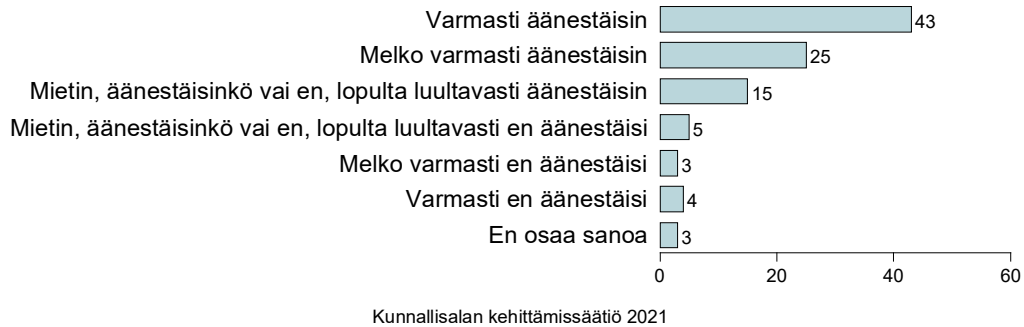 Varmasti äänestäisin 43
Melko varmasti äänestäisin 25
Mietin, äänestäisinkö vai en, lopulta luultavasti äänestäisin 15
Mietin, äänestäisinkö vai en, lopulta luultavasti en äänestäisi 5
Melko varmasti en äänestäisi 3
Varmasti en äänestäisi 4
En osaa sanoa 3
0 20 40 60
Kunnallisalan kehittämissäätiö 2021